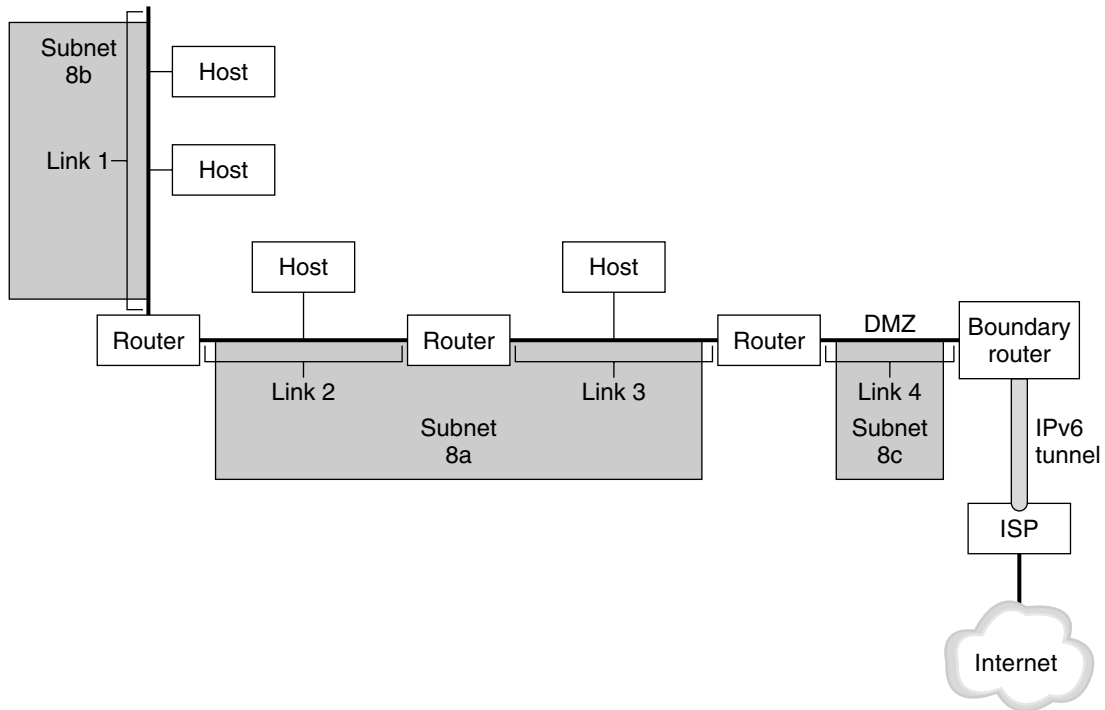 Subnet
8b
Host
Link 1
Host
Host
Host
Router
Router
Router
DMZ
Boundary
router
Link 2
Link 3
Link 4
Subnet
8a
Subnet
8c
IPv6
tunnel
ISP
Internet